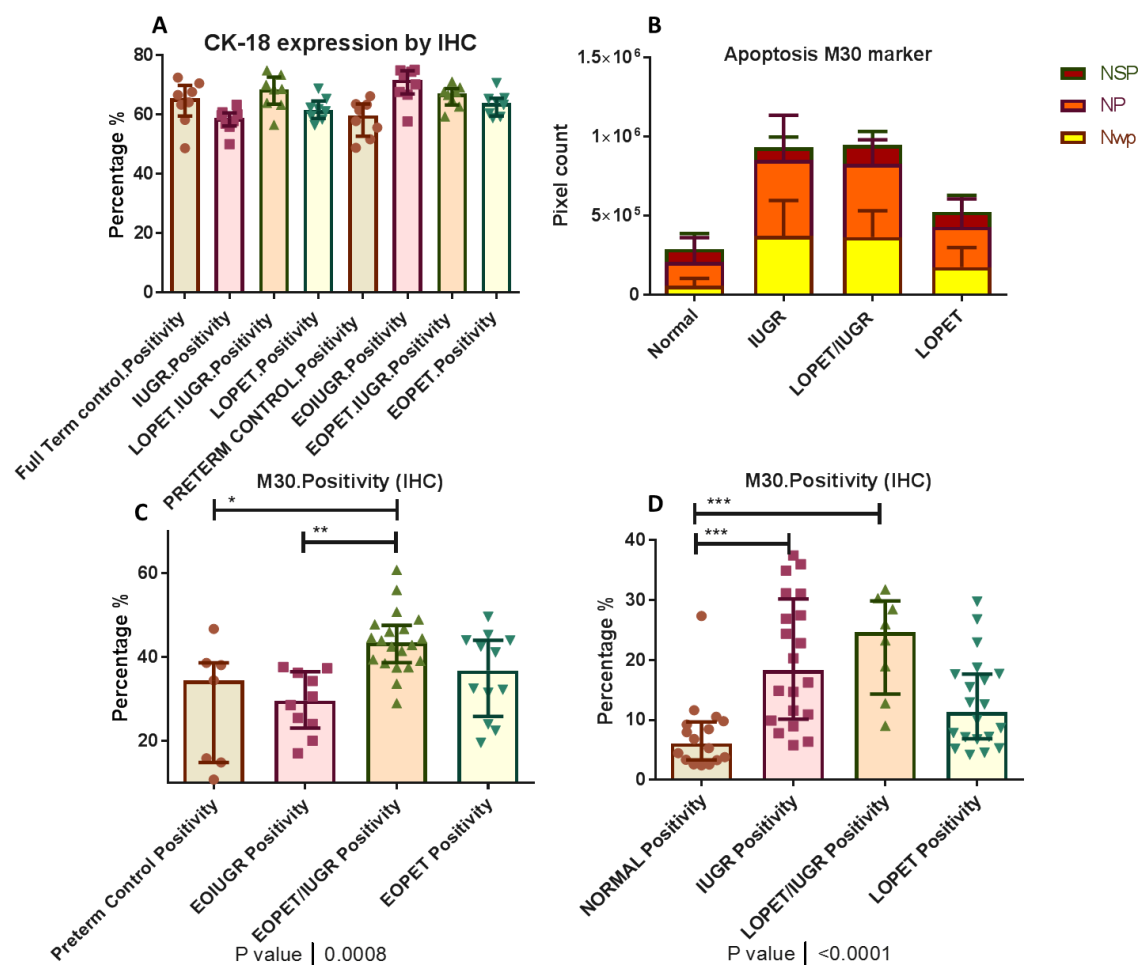 A
CK-18 expression by IHC
Percentage %
80
60
40
20
0
Full Term control.Positivity
IUGR.Positivity
LOPET.IUGR.Positivity
LOPET.Positivity
PRETERM CONTROL.Positivity
EOIUGR.Positivity
EOPET.IUGR.Positivity
EOPET.Positivity
B
Apoptosis M30 marker
Pixel count
1.5×10⁶
1×10⁶
5×10⁵
0
Normal
IUGR
LOPET/IUGR
LOPET
NSP
NP
Nwp
M30.Positivity (IHC)
C
*
**
Percentage %
60
40
20
Preterm Control Positivity
EOIUGR Positivity
EOPET/IUGR Positivity
EOPET Positivity
P value | 0.0008
M30.Positivity (IHC)
D
***
***
Percentage %
40
30
20
10
0
NORMAL Positivity
IUGR Positivity
LOPET/IUGR Positivity
LOPET Positivity
P value | <0.0001